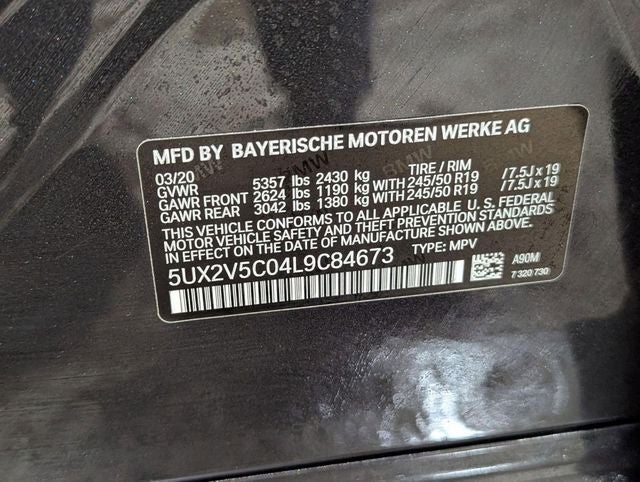 MFD BY BAYERISCHE MOTOREN WERKE AG
03/20 TIRE / RIM
GVWR 5357 lbs 2430 kg
GAWR FRONT 2624 lbs 1190 kg WITH 245/50 R19 /7.5J x 19
GAWR REAR 3042 lbs 1380 kg WITH 245/50 R19 /7.5J x 19
THIS VEHICLE CONFORMS TO ALL APPLICABLE U. S. FEDERAL
MOTOR VEHICLE SAFETY, BUMPER, AND THEFT PREVENTION STANDARDS
IN EFFECT ON THE DATE OF MANUFACTURE SHOWN ABOVE.
5UX2V5C04L9C84673 TYPE: MPV
A90M
7 320 730